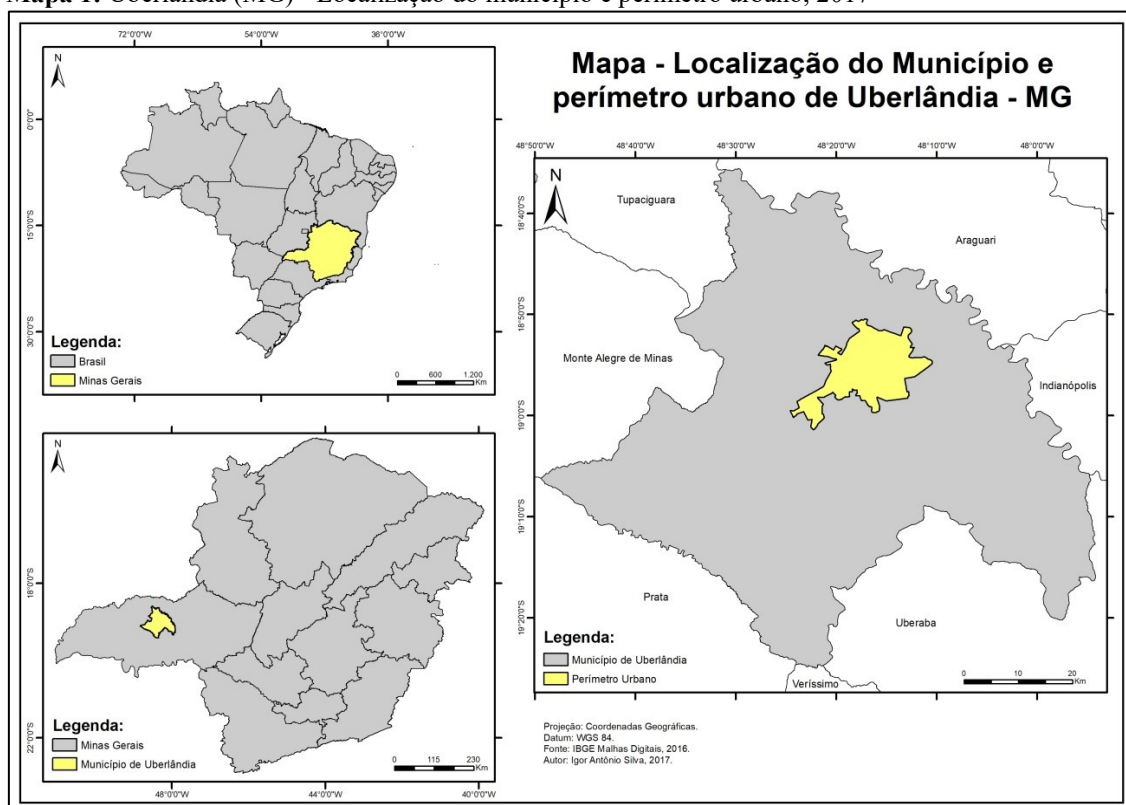 Mapa 1: Uberlândia (MG) - Localização do município e perímetro urbano, 2017
72°0'0"W 54°0'0"W 36°0'0"W
N
0°0'0"
15°0'0"S
30°0'0"S
Legenda:
Brasil
Minas Gerais
0 600 1.200
Km
N
18°0'0"S
22°0'0"S
Legenda:
Minas Gerais
Município de Uberlândia
0 115 230
Km
48°0'0"W 44°0'0"W 40°0'0"W
Mapa - Localização do Município e
perímetro urbano de Uberlândia - MG
48°50'0"W 48°40'0"W 48°30'0"W 48°20'0"W 48°10'0"W 48°0'0"W
N
18°40'0"S
18°50'0"S
19°0'0"S
19°10'0"S
19°20'0"S
Tupaciguara
Araguari
Monte Alegre de Minas
Indianópolis
Prata
Uberaba
Veríssimo
Legenda:
Município de Uberlândia
Perímetro Urbano
0 10 20
Km
Projeção: Coordenadas Geográficas.
Datum: WGS 84.
Fonte: IBGE Malhas Digitais, 2016.
Autor: Igor Antônio Silva, 2017.